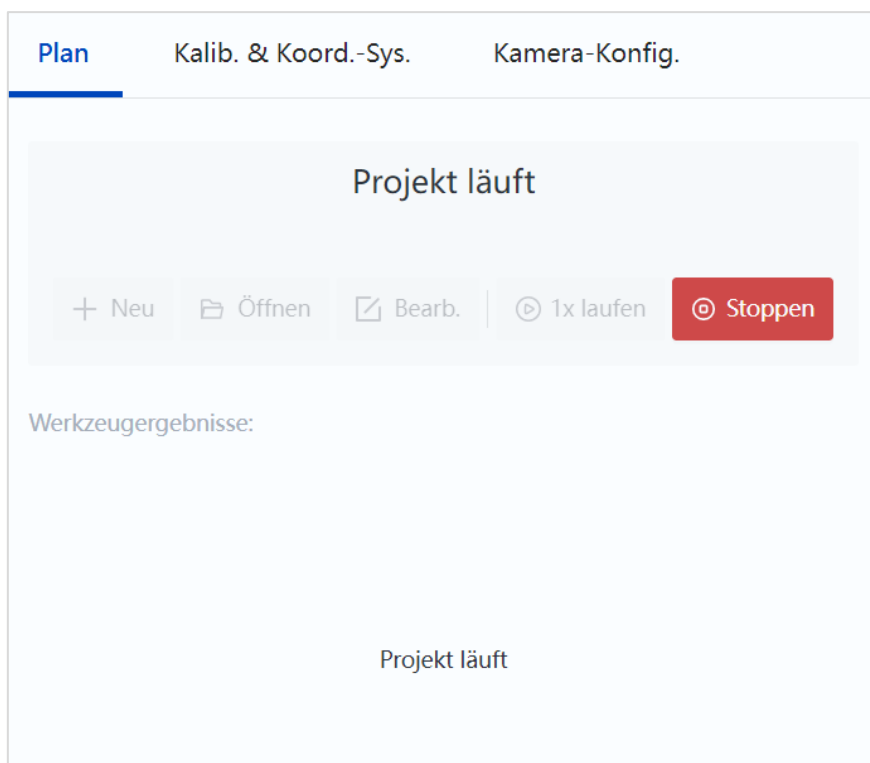 Plan Kalib. & Koord.-Sys. Kamera-Konfig.
Projekt läuft
Neu Öffnen Bearb. 1x laufen Stoppen
Werkzeugergebnisse:
Projekt läuft